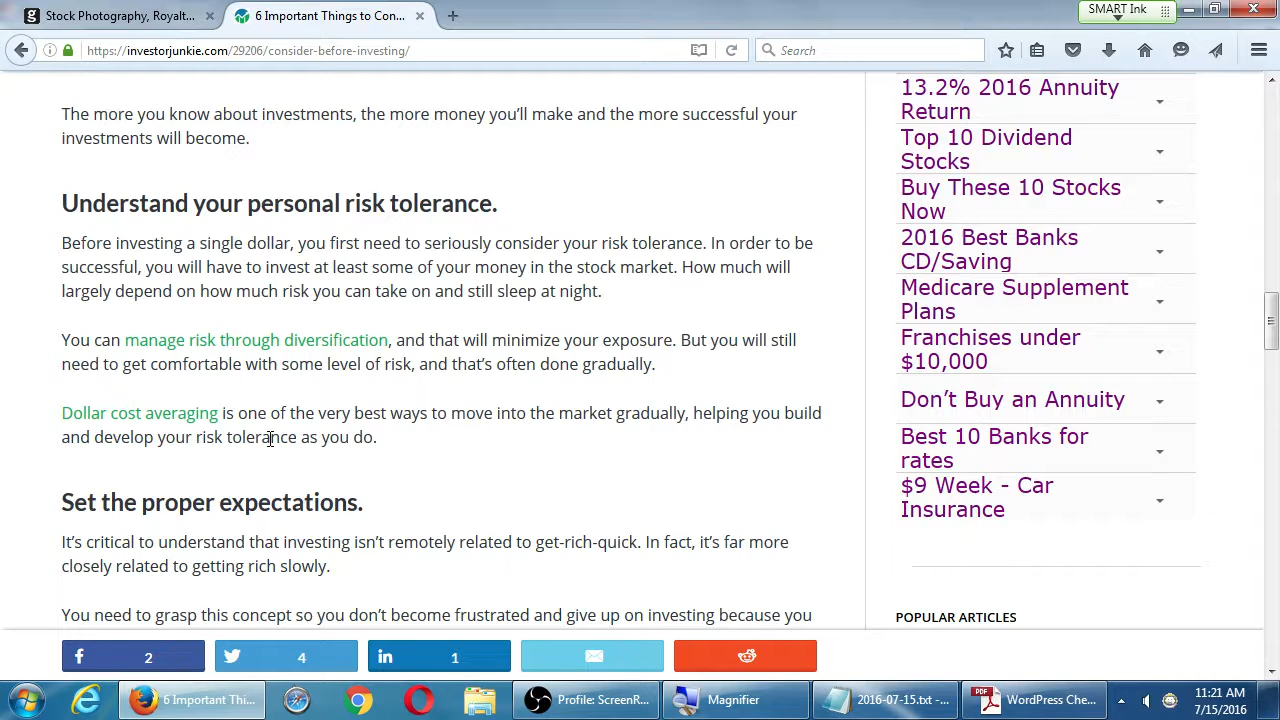 Stock Photography, Royalt...
6 Important Things to Con...
SMART Ink
https://investorjunkie.com/29206/consider-before-investing/
Search
The more you know about investments, the more money you'll make and the more successful your
investments will become.
Understand your personal risk tolerance.
Before investing a single dollar, you first need to seriously consider your risk tolerance. In order to be
successful, you will have to invest at least some of your money in the stock market. How much will
largely depend on how much risk you can take on and still sleep at night.
You can manage risk through diversification, and that will minimize your exposure. But you will still
need to get comfortable with some level of risk, and that's often done gradually.
Dollar cost averaging is one of the very best ways to move into the market gradually, helping you build
and develop your risk tolerance as you do.
Set the proper expectations.
It's critical to understand that investing isn't remotely related to get-rich-quick. In fact, it's far more
closely related to getting rich slowly.
You need to grasp this concept so you don't become frustrated and give up on investing because you
13.2% 2016 Annuity
Return
Top 10 Dividend
Stocks
Buy These 10 Stocks
Now
2016 Best Banks
CD/Saving
Medicare Supplement
Plans
Franchises under
$10,000
Don't Buy an Annuity
Best 10 Banks for
rates
$9 Week - Car
Insurance
POPULAR ARTICLES
2
4
1
6 Important Thi...
Profile: ScreenR...
Magnifier
2016-07-15.txt -...
WordPress Che...
11:21 AM
7/15/2016